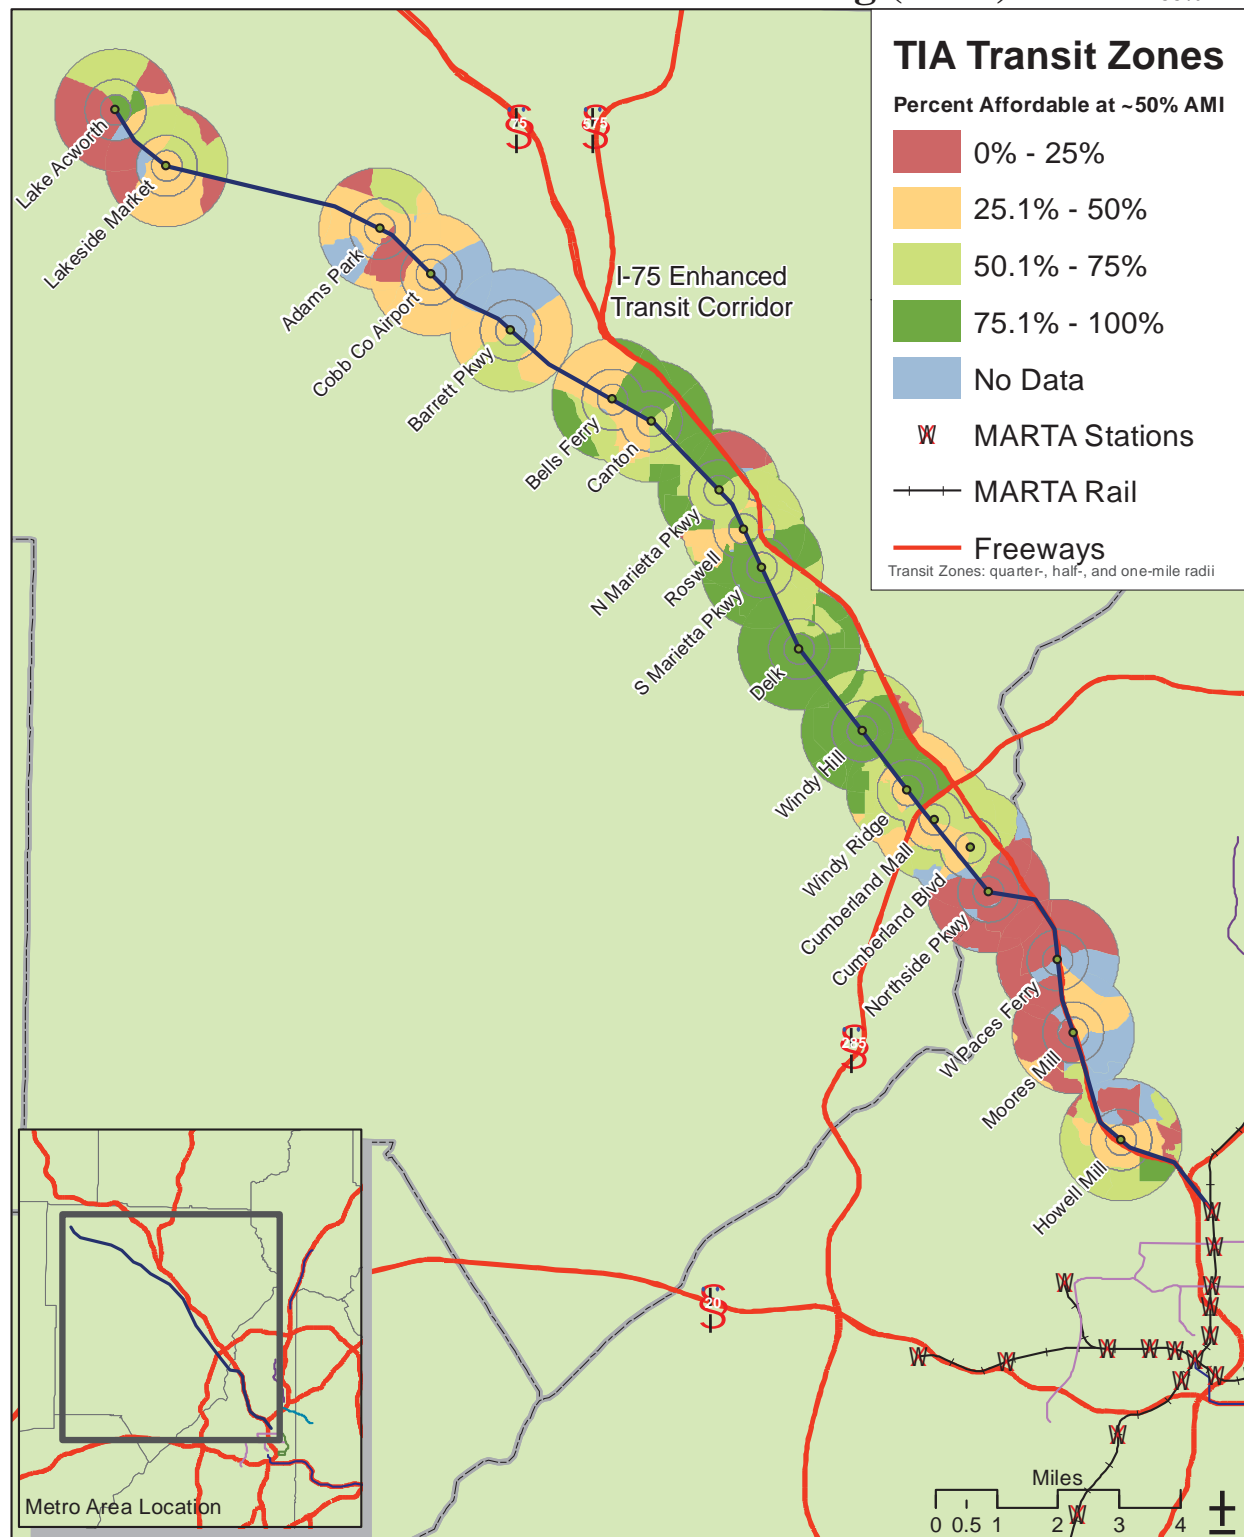 TIA Transit Zones
Percent Affordable at ~50% AMI
0% - 25%
25.1% - 50%
50.1% - 75%
75.1% - 100%
No Data
MARTA Stations
MARTA Rail
Freeways
Transit Zones: quarter-, half-, and one-mile radii
75
575
I-75 Enhanced
Transit Corridor
Lake Acworth
Lakeside Market
Adams Park
Cobb Co Airport
Barrett Pkwy
Bells Ferry
Canton
N Marietta Pkwy
Roswell
S Marietta Pkwy
Delk
Windy Hill
Windy Ridge
Cumberland Mall
Cumberland Blvd
Northside Pkwy
W Paces Ferry
Moores Mill
Howell Mill
285
20
Metro Area Location
Miles
0 0.5 1 2 3 4